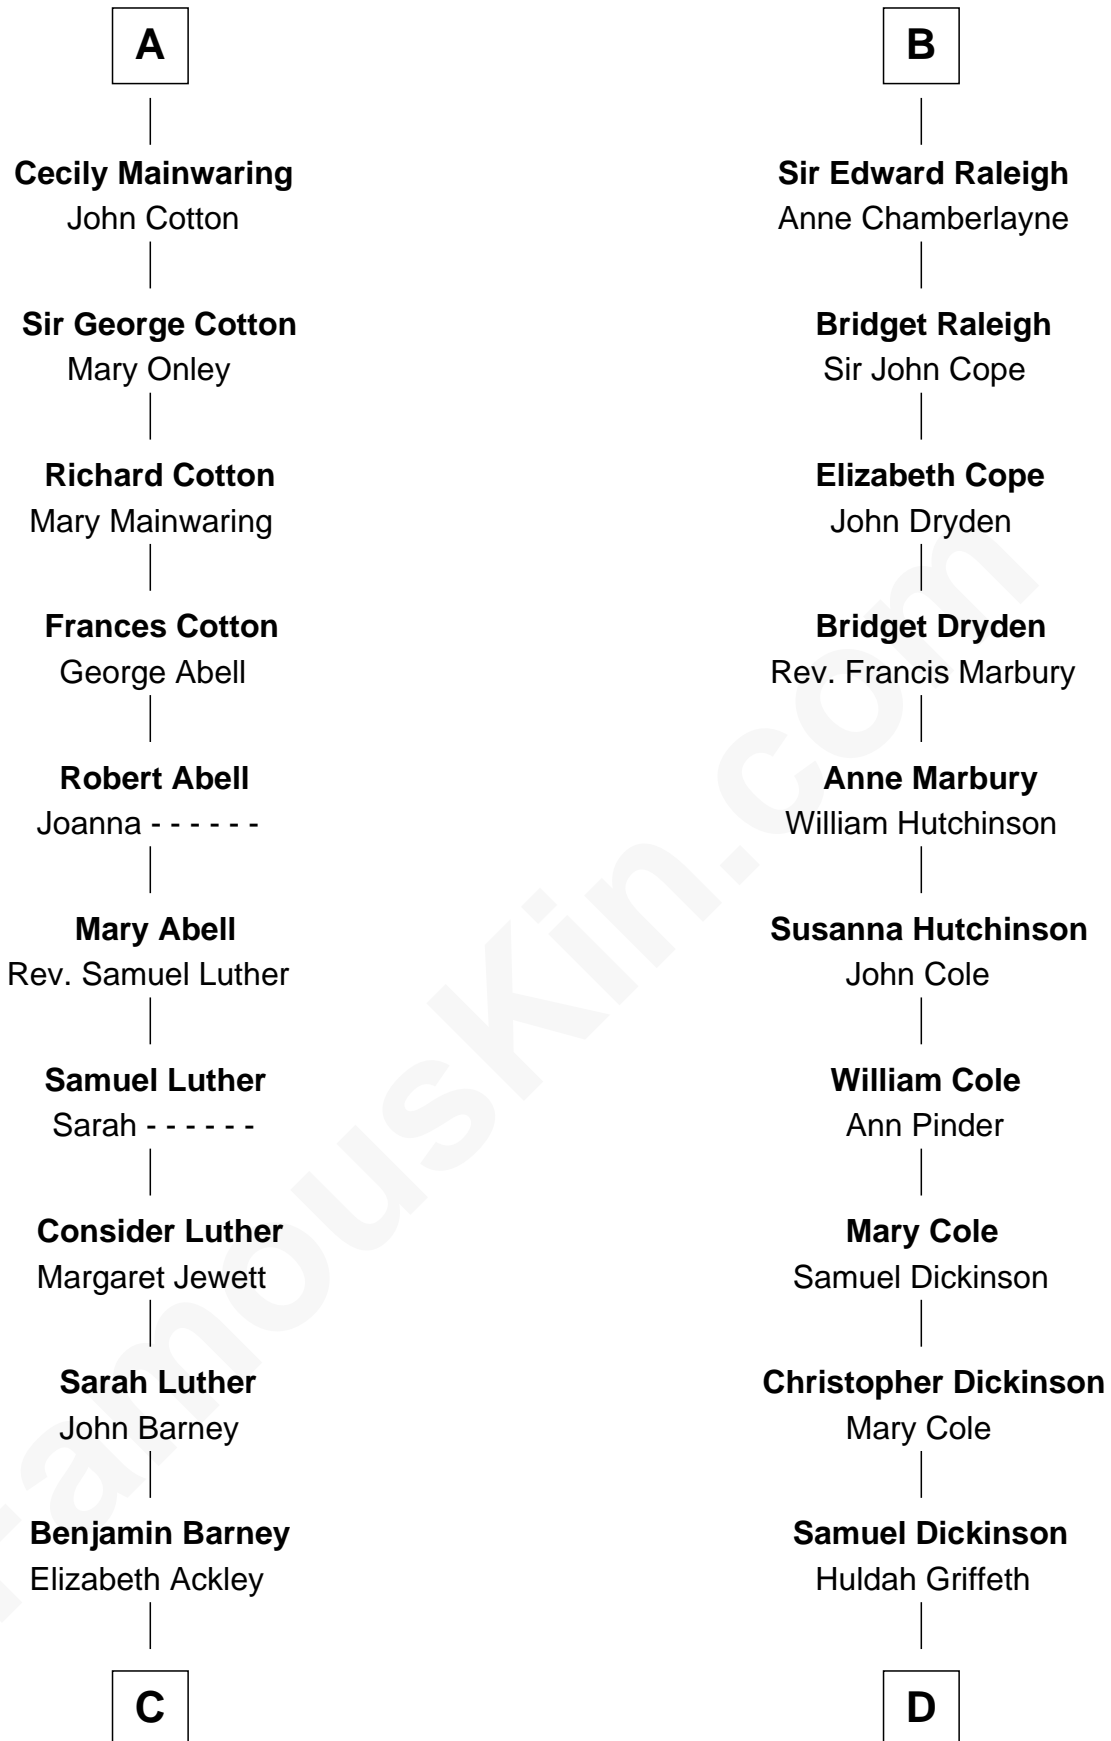 A
Cecily Mainwaring
John Cotton
Sir George Cotton
Mary Onley
Richard Cotton
Mary Mainwaring
Frances Cotton
George Abell
Robert Abell
Joanna - - - - - -
Mary Abell
Rev. Samuel Luther
Samuel Luther
Sarah - - - - - -
Consider Luther
Margaret Jewett
Sarah Luther
John Barney
Benjamin Barney
Elizabeth Ackley
C
B
Sir Edward Raleigh
Anne Chamberlayne
Bridget Raleigh
Sir John Cope
Elizabeth Cope
John Dryden
Bridget Dryden
Rev. Francis Marbury
Anne Marbury
William Hutchinson
Susanna Hutchinson
John Cole
William Cole
Ann Pinder
Mary Cole
Samuel Dickinson
Christopher Dickinson
Mary Cole
Samuel Dickinson
Huldah Griffeth
D
FamousKin.com